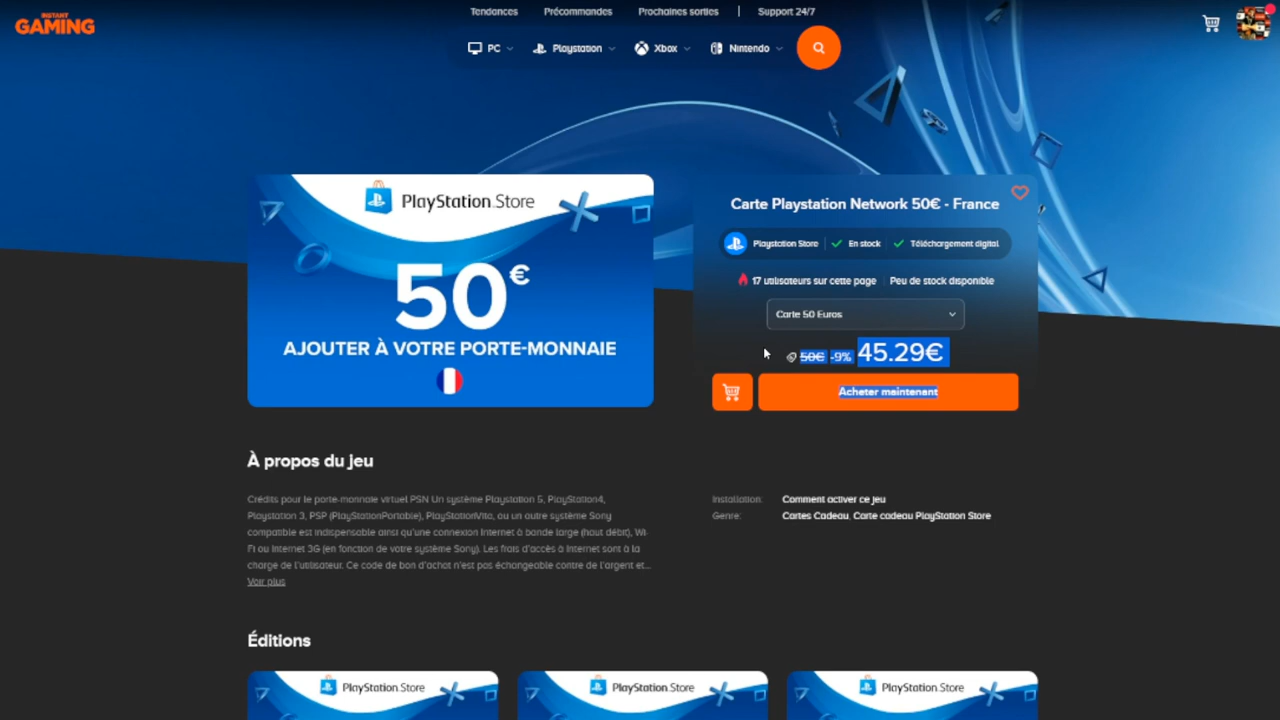 INSTANT
GAMING
Tendances Précommandes Prochaines sorties | Support 24/7
PC Playstation Xbox Nintendo
PlayStation Store
50€
AJOUTER À VOTRE PORTE-MONNAIE
Carte Playstation Network 50€ - France
Playstation Store En stock Téléchargement digital
17 utilisateurs sur cette page Peu de stock disponible
Carte 50 Euros
50€ -9% 45.29€
Acheter maintenant
À propos du jeu
Crédits pour le porte-monnaie virtuel PSN Un système Playstation 5, PlayStation4,
Playstation 3, PSP (PlayStationPortable), PlayStationVita, ou un autre système Sony
compatible est indispensable ainsi qu'une connexion Internet à bande large (haut débit), Wi-
Fi ou Internet 3G (en fonction de votre système Sony). Les frais d'accès à Internet sont à la
charge de l'utilisateur. Ce code de bon d'achat n'est pas échangeable contre de l'argent et...
Voir plus
Installation: Comment activer ce jeu
Genre: Cartes Cadeau, Carte cadeau PlayStation Store
Éditions
PlayStation Store
PlayStation Store
PlayStation Store